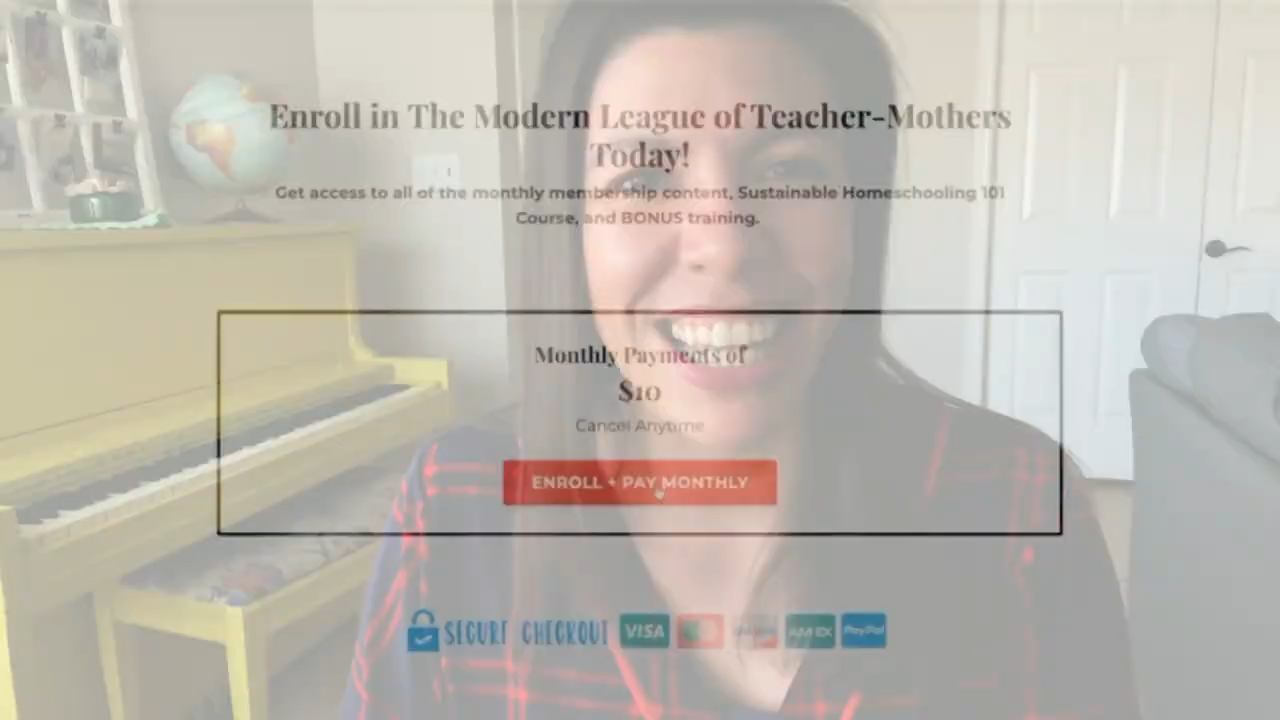 Enroll in The Modern League of Teacher-Mothers
Today!
Get access to all of the monthly membership content, Sustainable Homeschooling 101
Course, and BONUS training.
Monthly Payments of
$10
Cancel Anytime
ENROLL + PAY MONTHLY
SECURE CHECKOUT VISA DISCOVER AMEX PayPal